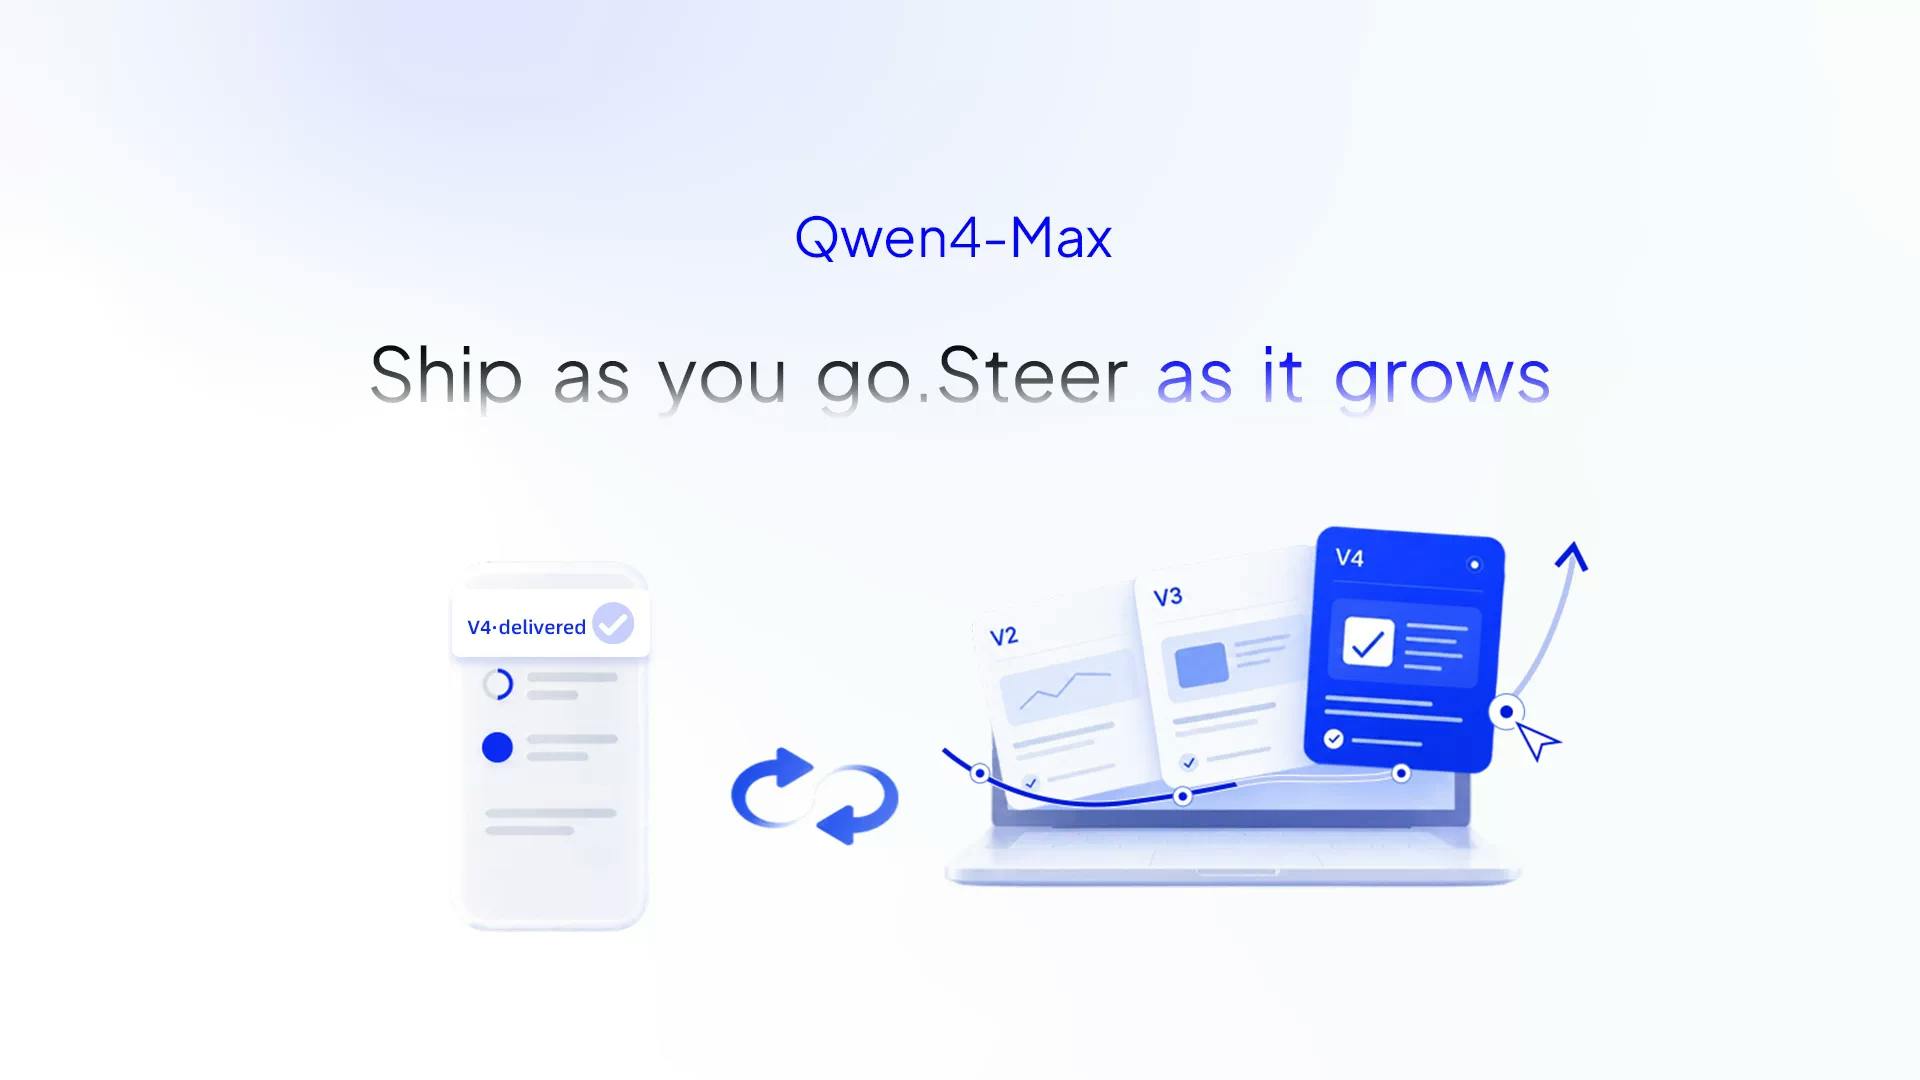 Qwen4-Max
Ship as you go.Steer as it grows
V4·delivered
V2
V3
V4